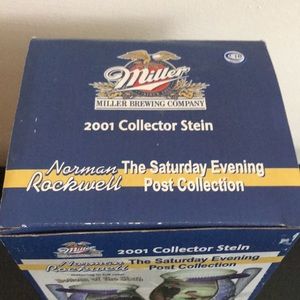 Miller
MILLER BREWING COMPANY
2001 Collector Stein
Norman Rockwell
The Saturday Evening
Post Collection
Miller
2001 Collector Stein
Norman Rockwell
The Saturday Evening
Post Collection